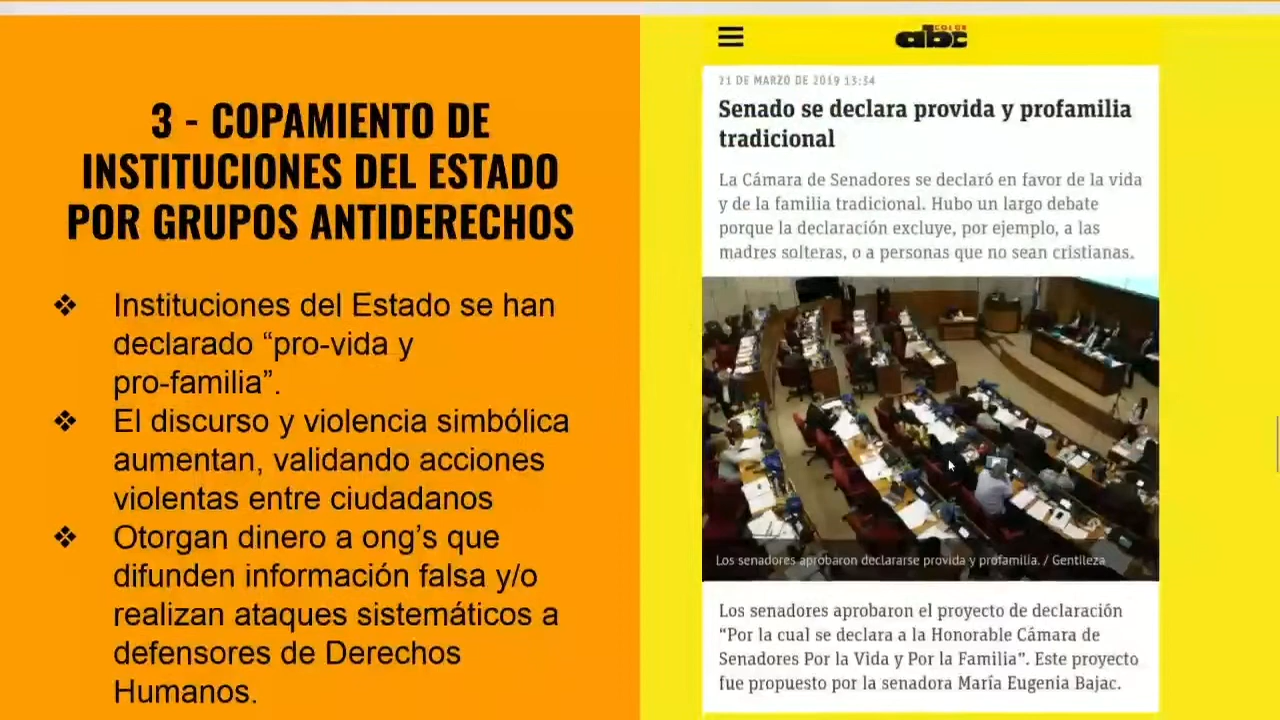 3 - COPAMIENTO DE
INSTITUCIONES DEL ESTADO
POR GRUPOS ANTIDERECHOS
❖ Instituciones del Estado se han
declarado “pro-vida y
pro-familia”.
❖ El discurso y violencia simbólica
aumentan, validando acciones
violentas entre ciudadanos
❖ Otorgan dinero a ong’s que
difunden información falsa y/o
realizan ataques sistemáticos a
defensores de Derechos
Humanos.
abc COLOR
21 DE MARZO DE 2019 13:34
Senado se declara provida y profamilia
tradicional
La Cámara de Senadores se declaró en favor de la vida
y de la familia tradicional. Hubo un largo debate
porque la declaración excluye, por ejemplo, a las
madres solteras, o a personas que no sean cristianas.
Los senadores aprobaron declararse provida y profamilia. / Gentileza
Los senadores aprobaron el proyecto de declaración
“Por la cual se declara a la Honorable Cámara de
Senadores Por la Vida y Por la Familia”. Este proyecto
fue propuesto por la senadora María Eugenia Bajac.